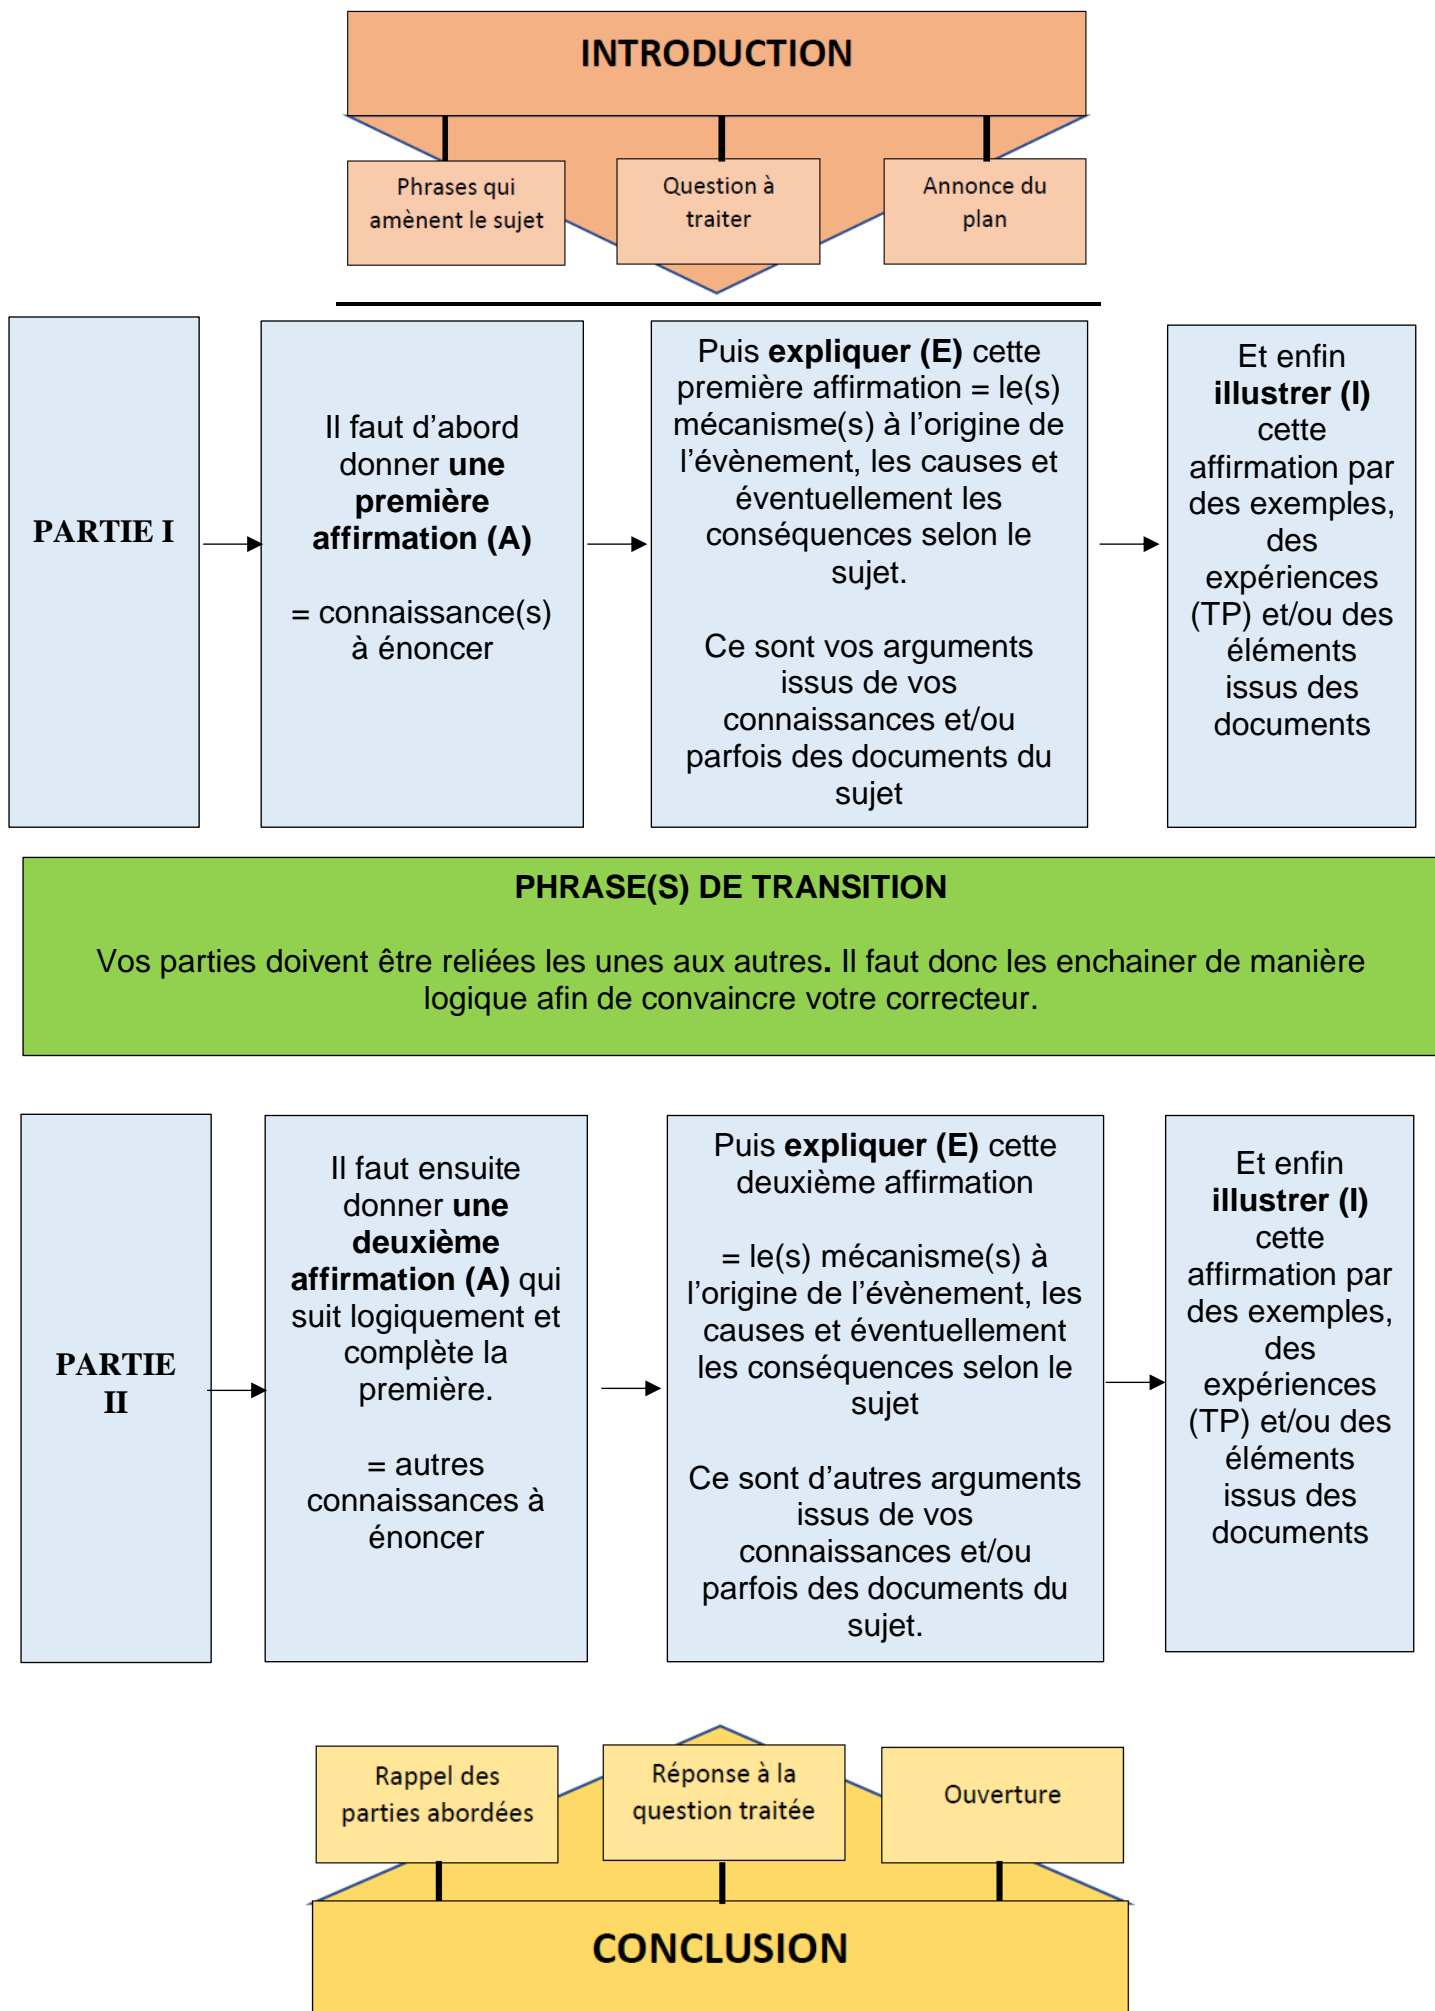 INTRODUCTION
Phrases qui
amènent le sujet
Question à
traiter
Annonce du
plan
PARTIE I
Il faut d’abord
donner une
première
affirmation (A)
= connaissance(s)
à énoncer
Puis expliquer (E) cette
première affirmation = le(s)
mécanisme(s) à l’origine de
l’évènement, les causes et
éventuellement les
conséquences selon le
sujet.
Ce sont vos arguments
issus de vos
connaissances et/ou
parfois des documents du
sujet
Et enfin
illustrer (I)
cette
affirmation par
des exemples,
des
expériences
(TP) et/ou des
éléments
issus des
documents
PHRASE(S) DE TRANSITION
Vos parties doivent être reliées les unes aux autres. Il faut donc les enchainer de manière
logique afin de convaincre votre correcteur.
PARTIE
II
Il faut ensuite
donner une
deuxième
affirmation (A) qui
suit logiquement et
complète la
première.
= autres
connaissances à
énoncer
Puis expliquer (E) cette
deuxième affirmation
= le(s) mécanisme(s) à
l’origine de l’évènement, les
causes et éventuellement
les conséquences selon le
sujet
Ce sont d’autres arguments
issus de vos
connaissances et/ou
parfois des documents du
sujet.
Et enfin
illustrer (I)
cette
affirmation par
des exemples,
des
expériences
(TP) et/ou des
éléments
issus des
documents
Rappel des
parties abordées
Réponse à la
question traitée
Ouverture
CONCLUSION